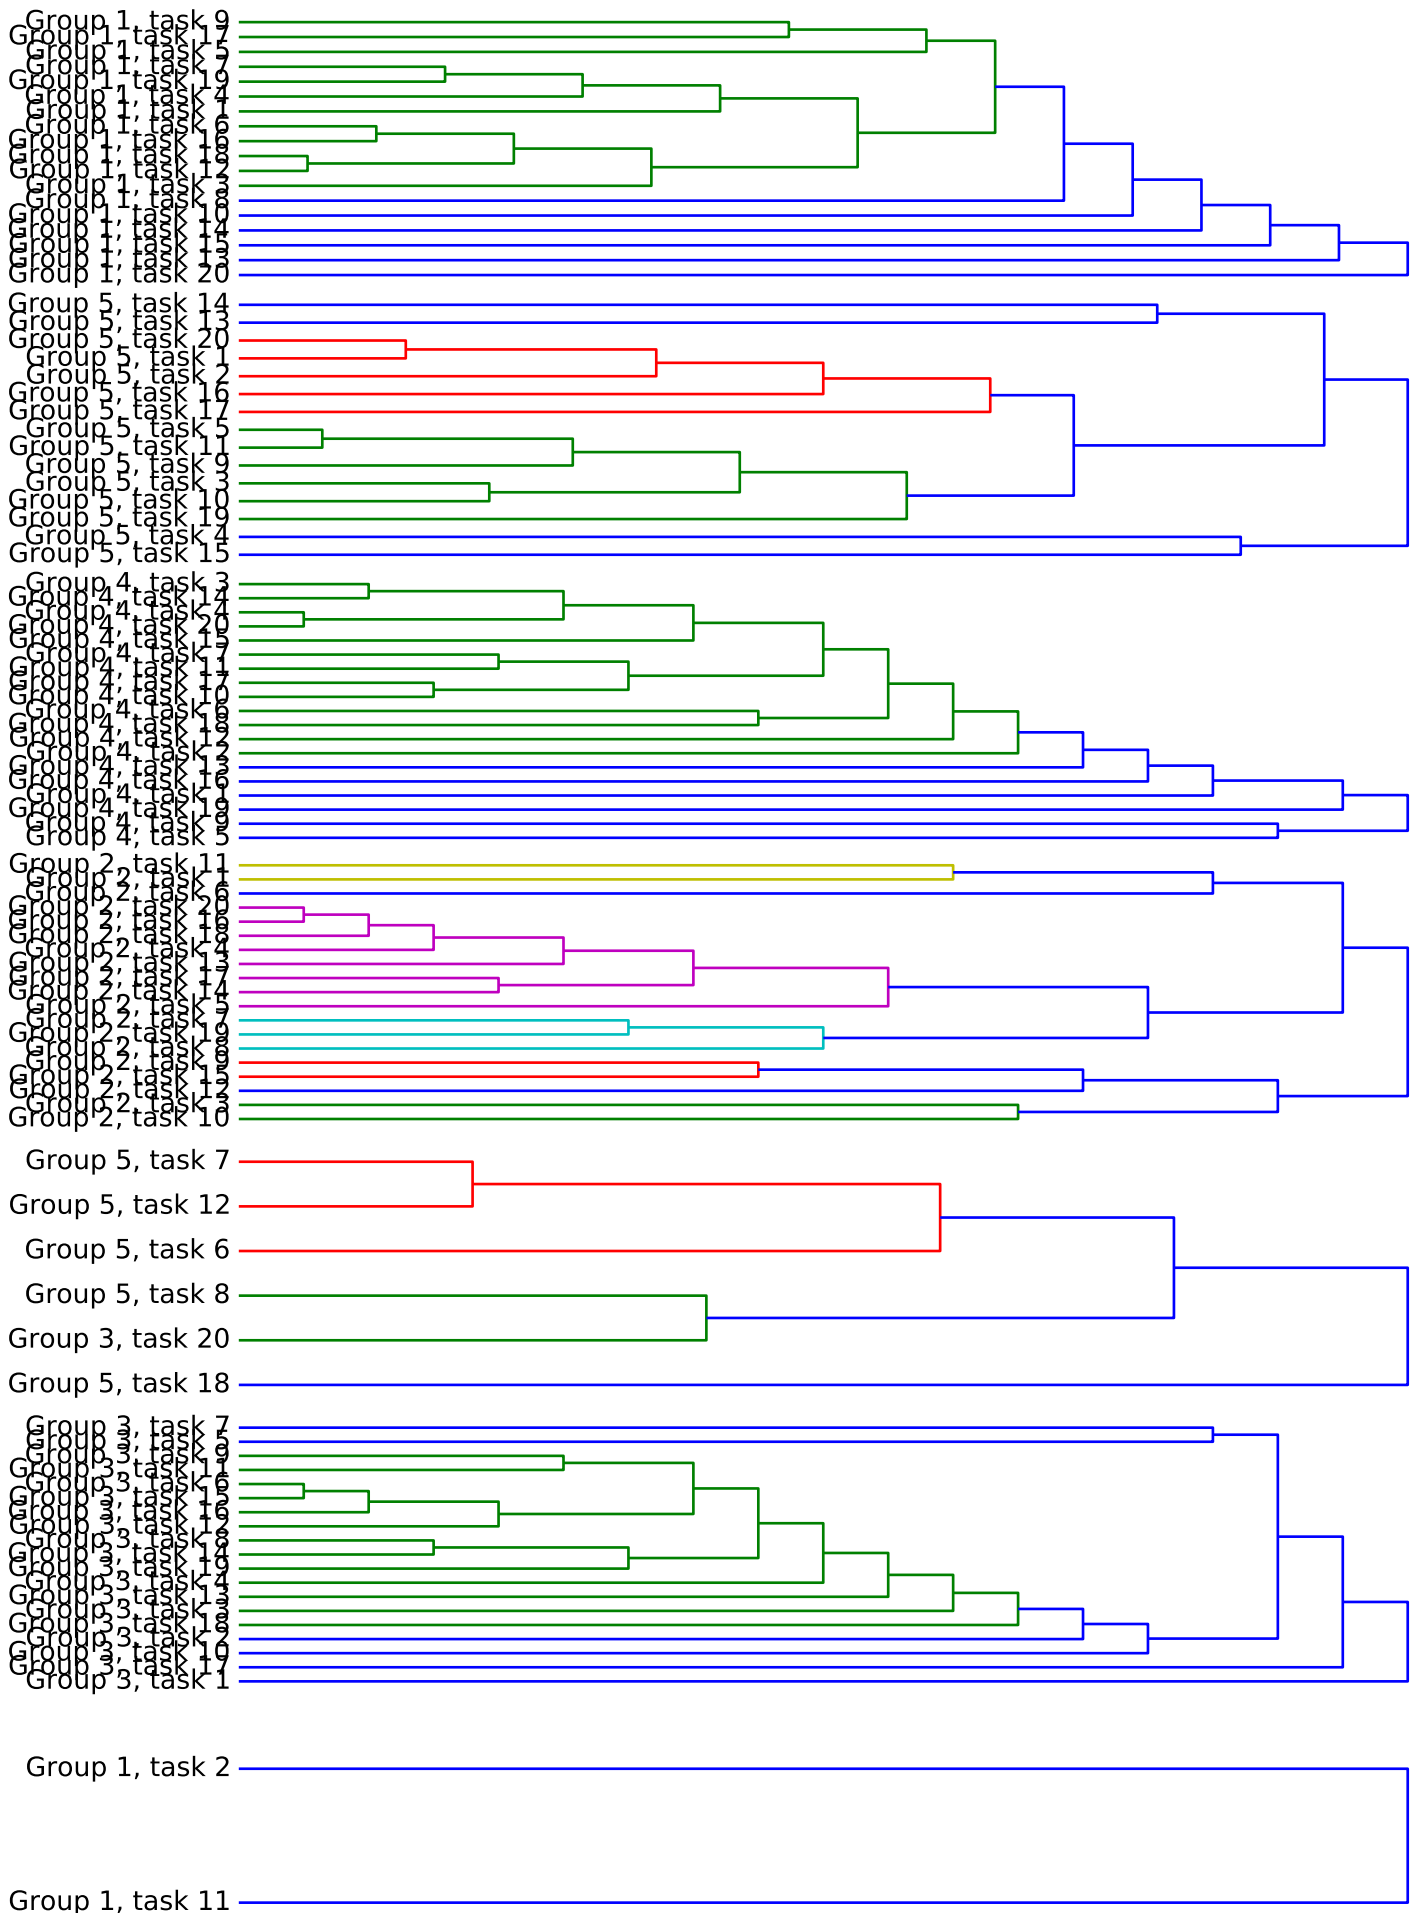 Group 1, task 9
Group 1, task 17
Group 1, task 5
Group 1, task 7
Group 1, task 19
Group 1, task 4
Group 1, task 1
Group 1, task 6
Group 1, task 16
Group 1, task 18
Group 1, task 12
Group 1, task 3
Group 1, task 8
Group 1, task 10
Group 1, task 14
Group 1, task 15
Group 1, task 13
Group 1, task 20
Group 5, task 14
Group 5, task 13
Group 5, task 20
Group 5, task 1
Group 5, task 2
Group 5, task 16
Group 5, task 17
Group 5, task 5
Group 5, task 11
Group 5, task 9
Group 5, task 3
Group 5, task 10
Group 5, task 19
Group 5, task 4
Group 5, task 15
Group 4, task 3
Group 4, task 14
Group 4, task 4
Group 4, task 20
Group 4, task 15
Group 4, task 7
Group 4, task 11
Group 4, task 17
Group 4, task 10
Group 4, task 6
Group 4, task 18
Group 4, task 12
Group 4, task 2
Group 4, task 13
Group 4, task 16
Group 4, task 1
Group 4, task 19
Group 4, task 9
Group 4, task 5
Group 2, task 11
Group 2, task 1
Group 2, task 6
Group 2, task 20
Group 2, task 16
Group 2, task 18
Group 2, task 4
Group 2, task 13
Group 2, task 17
Group 2, task 14
Group 2, task 5
Group 2, task 7
Group 2, task 19
Group 2, task 8
Group 2, task 9
Group 2, task 15
Group 2, task 12
Group 2, task 3
Group 2, task 10
Group 5, task 7
Group 5, task 12
Group 5, task 6
Group 5, task 8
Group 3, task 20
Group 5, task 18
Group 3, task 7
Group 3, task 5
Group 3, task 9
Group 3, task 11
Group 3, task 6
Group 3, task 15
Group 3, task 16
Group 3, task 12
Group 3, task 8
Group 3, task 14
Group 3, task 19
Group 3, task 4
Group 3, task 13
Group 3, task 3
Group 3, task 18
Group 3, task 2
Group 3, task 10
Group 3, task 17
Group 3, task 1
Group 1, task 2
Group 1, task 11